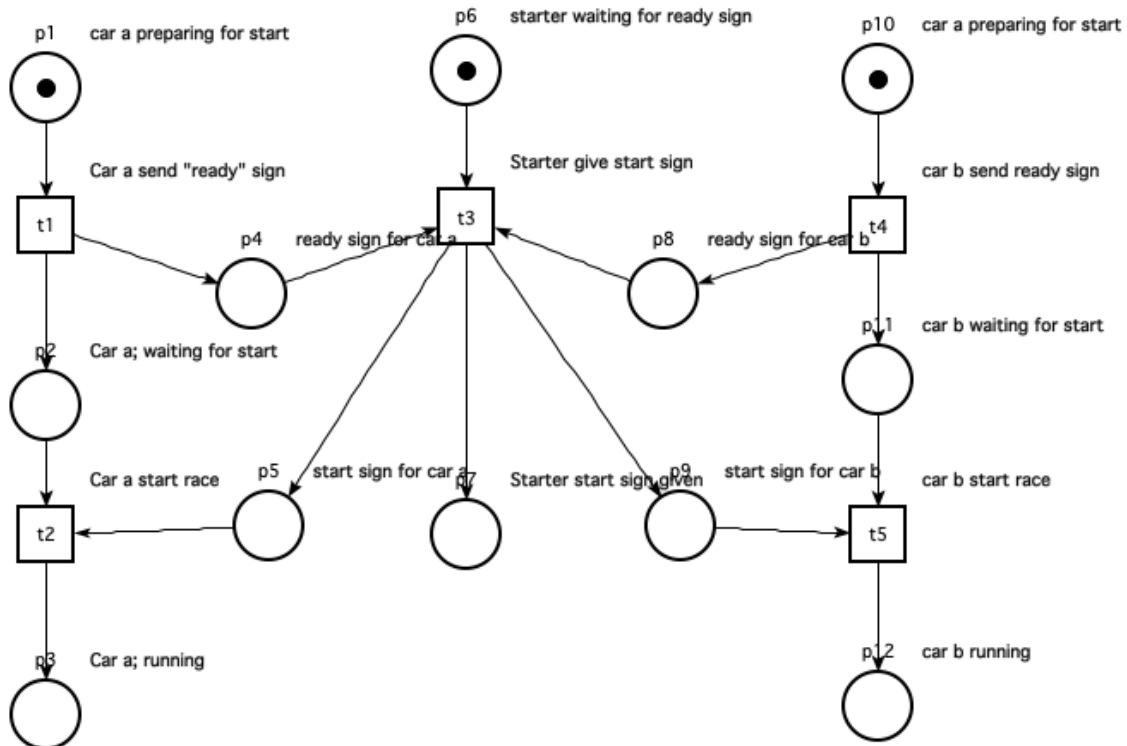 p1 car a preparing for start
p6 starter waiting for ready sign
p10 car a preparing for start
Car a send "ready" sign
Starter give start sign
car b send ready sign
t1
t3
t4
p4 ready sign for car a
p8 ready sign for car b
p2 Car a; waiting for start
p11 car b waiting for start
Car a start race
p5 start sign for car a
p7 Starter start sign given
p9 start sign for car b
car b start race
t2
t5
p3 Car a; running
p12 car b running